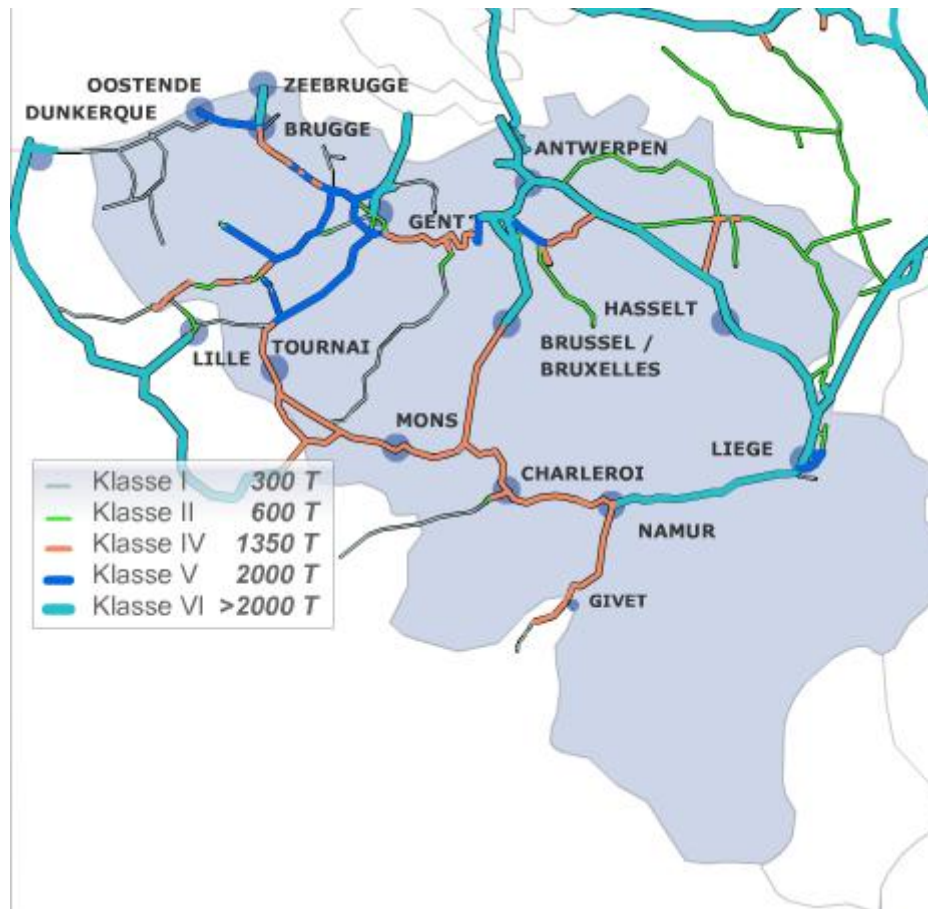 OOSTENDE
ZEEBRUGGE
DUNKERQUE
BRUGGE
ANTWERPEN
GENT
HASSELT
BRUSSEL /
BRUXELLES
LILLE
TOURNAI
MONS
LIEGE
CHARLEROI
NAMUR
GIVET
Klasse I 300 T
Klasse II 600 T
Klasse IV 1350 T
Klasse V 2000 T
Klasse VI >2000 T